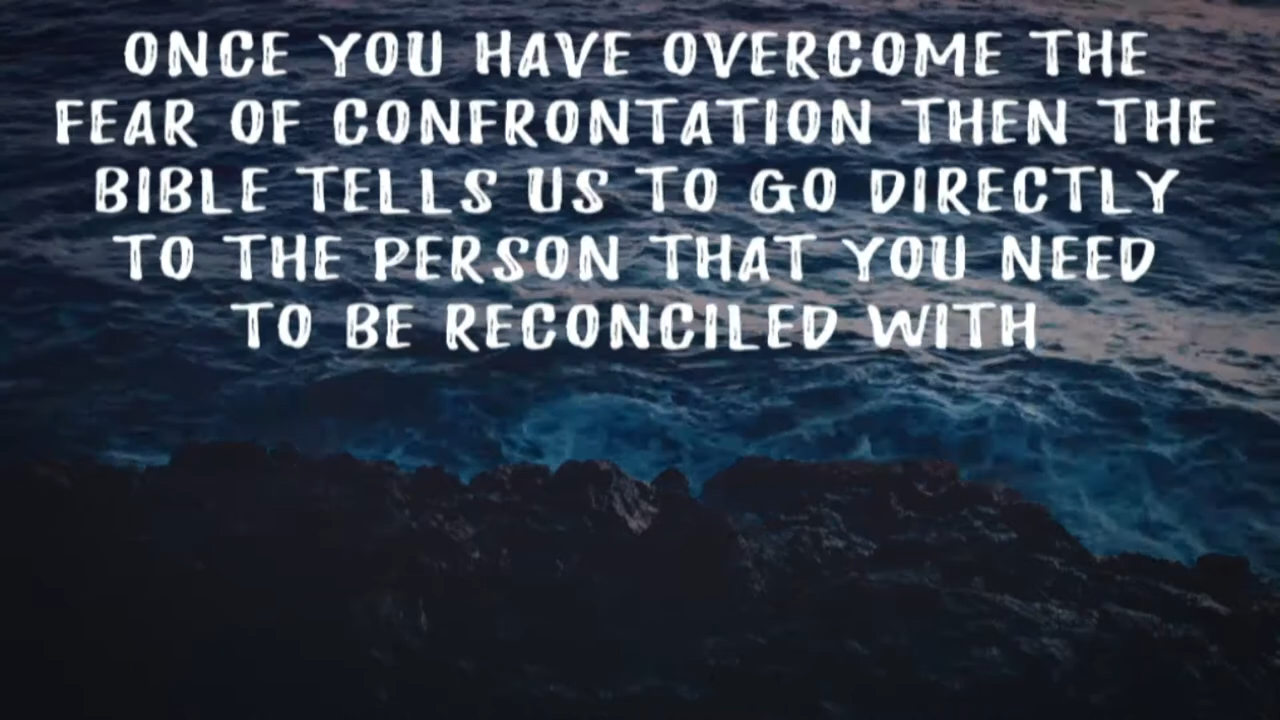 ONCE YOU HAVE OVERCOME THE
FEAR OF CONFRONTATION THEN THE
BIBLE TELLS US TO GO DIRECTLY
TO THE PERSON THAT YOU NEED
TO BE RECONCILED WITH